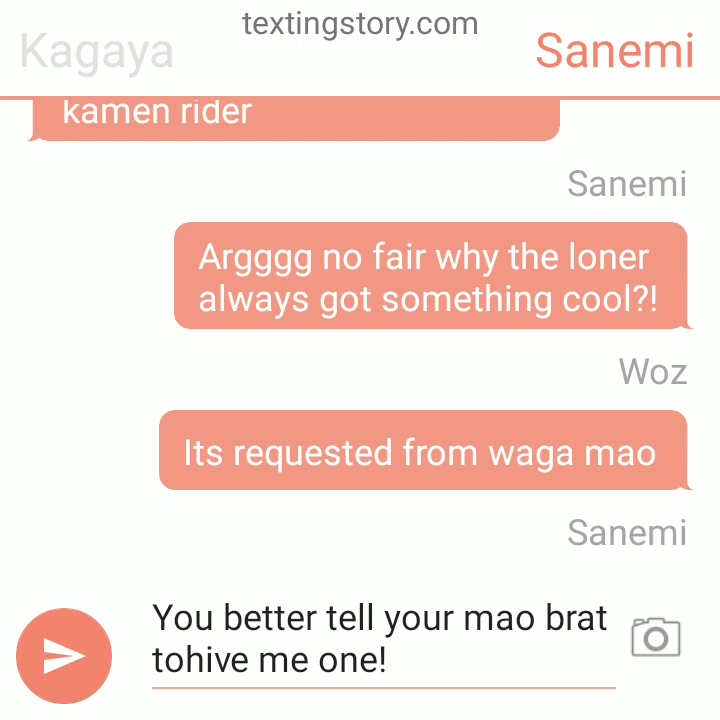 textingstory.com
Kagaya
Sanemi
kamen rider
Sanemi
Argggg no fair why the loner
always got something cool?!
Woz
Its requested from waga mao
Sanemi
You better tell your mao brat
tohive me one!